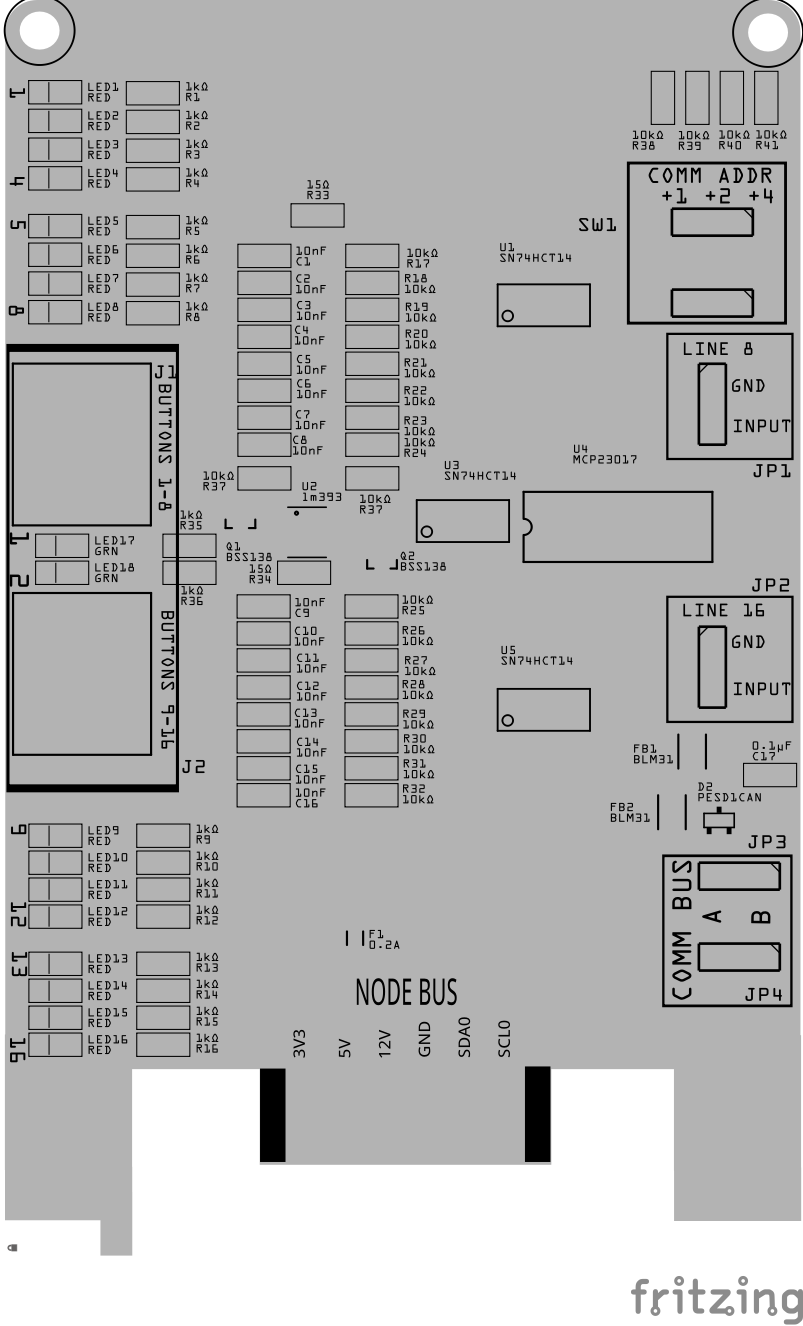 1
LED1
RED
1kΩ
R1
LED2
RED
1kΩ
R2
LED3
RED
1kΩ
R3
4
LED4
RED
1kΩ
R4
5
LED5
RED
1kΩ
R5
LED6
RED
1kΩ
R6
LED7
RED
1kΩ
R7
8
LED8
RED
1kΩ
R8
10kΩ
R38
10kΩ
R39
10kΩ
R40
10kΩ
R41
COMM ADDR
+1 +2 +4
SW1
15Ω
R33
U1
SN74HCT14
10nF
C1
10kΩ
R17
C2
10nF
R18
10kΩ
C3
10nF
R19
10kΩ
C4
10nF
R20
10kΩ
C5
10nF
R21
10kΩ
C6
10nF
R22
10kΩ
C7
10nF
R23
10kΩ
C8
10nF
10kΩ
R24
LINE 8
GND
INPUT
JP1
J1
BUTTONS 1-8
10kΩ
R37
U2
lm393
10kΩ
R37
U3
SN74HCT14
U4
MCP23017
1
LED17
GRN
1kΩ
R35
2
LED18
GRN
1kΩ
R36
Q1
BSS138
15Ω
R34
Q2
BSS138
BUTTONS 9-16
J2
10nF
C9
10kΩ
R25
C10
10nF
R26
10kΩ
C11
10nF
R27
10kΩ
C12
10nF
R28
10kΩ
C13
10nF
R29
10kΩ
C14
10nF
R30
10kΩ
C15
10nF
R31
10kΩ
10nF
C16
R32
10kΩ
U5
SN74HCT14
JP2
LINE 16
GND
INPUT
FB1
BLM31
0.1µF
C17
FB2
BLM31
D2
PESD1CAN
JP3
COMM BUS
A
B
JP4
9
LED9
RED
1kΩ
R9
LED10
RED
1kΩ
R10
LED11
RED
1kΩ
R11
12
LED12
RED
1kΩ
R12
13
LED13
RED
1kΩ
R13
LED14
RED
1kΩ
R14
LED15
RED
1kΩ
R15
16
LED16
RED
1kΩ
R16
F1
0.2A
NODE BUS
3V3
5V
12V
GND
SDA0
SCL0
fritzing